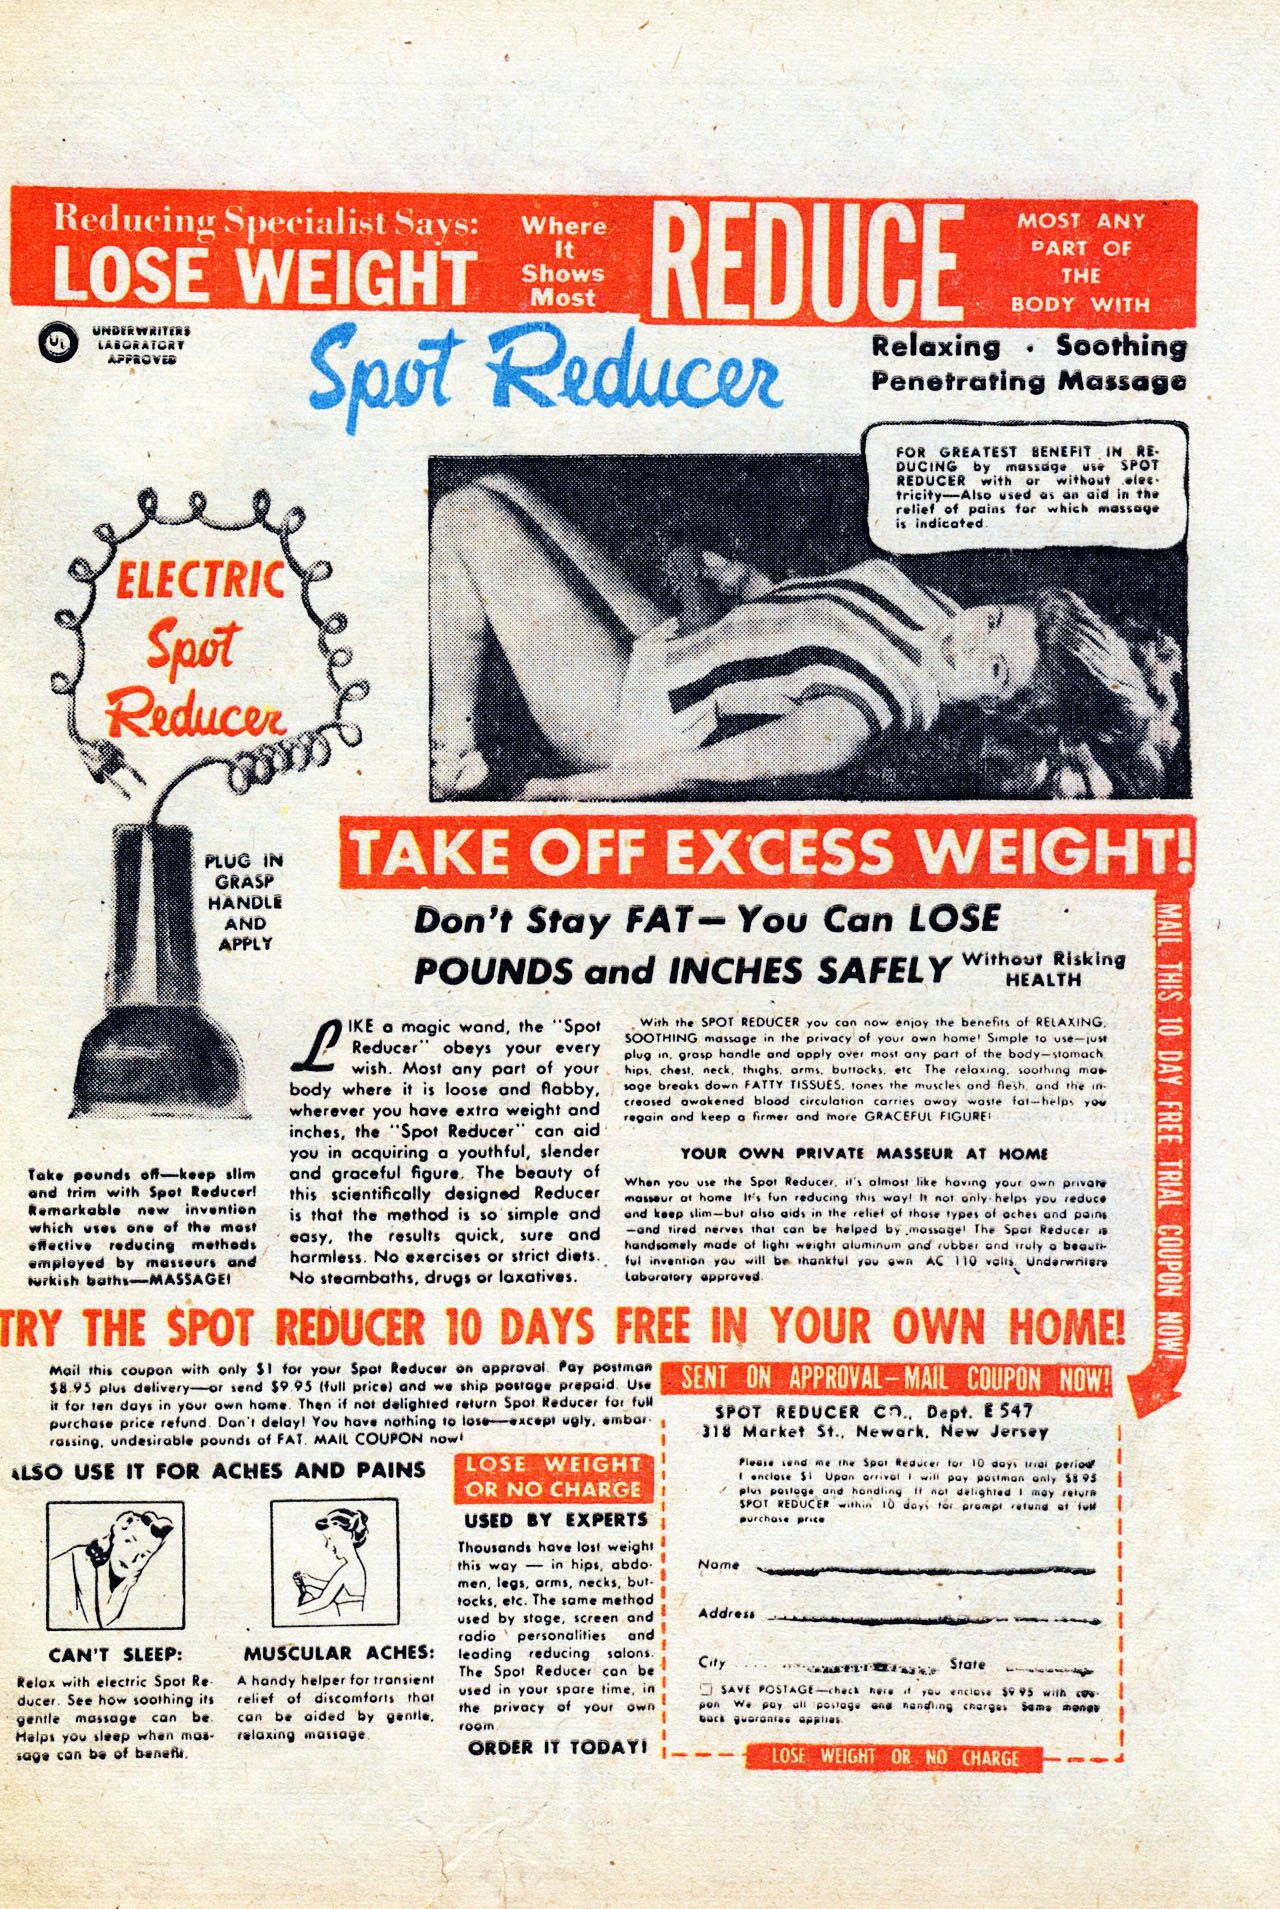 Reducing Specialist Says:
LOSE WEIGHT
Where
It
Shows
Most
REDUCE
MOST ANY
PART OF
THE
BODY WITH
UL
UNDERWRITERS
LABORATORY
APPROVED
Spot Reducer
Relaxing · Soothing
Penetrating Massage
FOR GREATEST BENEFIT IN RE-
DUCING by massage use SPOT
REDUCER with or without elec-
tricity—Also used as an aid in the
relief of pains for which massage
is indicated.
ELECTRIC
Spot
Reducer
PLUG IN
GRASP
HANDLE
AND
APPLY
TAKE OFF EXCESS WEIGHT!
Don't Stay FAT—You Can LOSE
POUNDS and INCHES SAFELY
Without Risking
HEALTH
MAIL THIS 10 DAY FREE TRIAL COUPON NOW!
Take pounds off—keep slim
and trim with Spot Reducer!
Remarkable new invention
which uses one of the most
effective reducing methods
employed by masseurs and
turkish baths—MASSAGE!
LIKE a magic wand, the "Spot
Reducer" obeys your every
wish. Most any part of your
body where it is loose and flabby,
wherever you have extra weight and
inches, the "Spot Reducer" can aid
you in acquiring a youthful, slender
and graceful figure. The beauty of
this scientifically designed Reducer
is that the method is so simple and
easy, the results quick, sure and
harmless. No exercises or strict diets.
No steambaths, drugs or laxatives.
With the SPOT REDUCER you can now enjoy the benefits of RELAXING,
SOOTHING massage in the privacy of your own home! Simple to use—just
plug in, grasp handle and apply over most any part of the body—stomach,
hips, chest, neck, thighs, arms, buttocks, etc. The relaxing, soothing mas-
sage breaks down FATTY TISSUES, tones the muscles and flesh, and the in-
creased awakened blood circulation carries away waste fat—helps you
regain and keep a firmer and more GRACEFUL FIGURE!
YOUR OWN PRIVATE MASSEUR AT HOME
When you use the Spot Reducer, it's almost like having your own private
masseur at home. It's fun reducing this way! It not only helps you reduce
and keep slim—but also aids in the relief of those types of aches and pains
—and tired nerves that can be helped by massage! The Spot Reducer is
handsomely made of light weight aluminum and rubber and truly a beauti-
ful invention you will be thankful you own. AC 110 volts. Underwriters
Laboratory approved.
TRY THE SPOT REDUCER 10 DAYS FREE IN YOUR OWN HOME!
Mail this coupon with only $1 for your Spot Reducer on approval. Pay postman
$8.95 plus delivery—or send $9.95 (full price) and we ship postage prepaid. Use
it for ten days in your own home. Then if not delighted return Spot Reducer for full
purchase price refund. Don't delay! You have nothing to lose—except ugly, embar-
rassing, undesirable pounds of FAT. MAIL COUPON now!
ALSO USE IT FOR ACHES AND PAINS
CAN'T SLEEP:
Relax with electric Spot Re-
ducer. See how soothing its
gentle massage can be.
Helps you sleep when mas-
sage can be of benefit.
MUSCULAR ACHES:
A handy helper for transient
relief of discomforts that
can be aided by gentle,
relaxing massage.
LOSE WEIGHT
OR NO CHARGE
USED BY EXPERTS
Thousands have lost weight
this way — in hips, abdo-
men, legs, arms, necks, but-
tocks, etc. The same method
used by stage, screen and
radio personalities and
leading reducing salons.
The Spot Reducer can be
used in your spare time, in
the privacy of your own
room.
ORDER IT TODAY!
SENT ON APPROVAL—MAIL COUPON NOW!
SPOT REDUCER CO., Dept. E 547
318 Market St., Newark, New Jersey
Please send me the Spot Reducer for 10 days trial period.
I enclose $1. Upon arrival I will pay postman only $8.95
plus postage and handling. If not delighted I may return
SPOT REDUCER within 10 days for prompt refund of full
purchase price.
Name
Address
City State
SAVE POSTAGE—check here if you enclose $9.95 with cou-
pon. We pay all postage and handling charges. Same money
back guarantee applies.
LOSE WEIGHT OR NO CHARGE